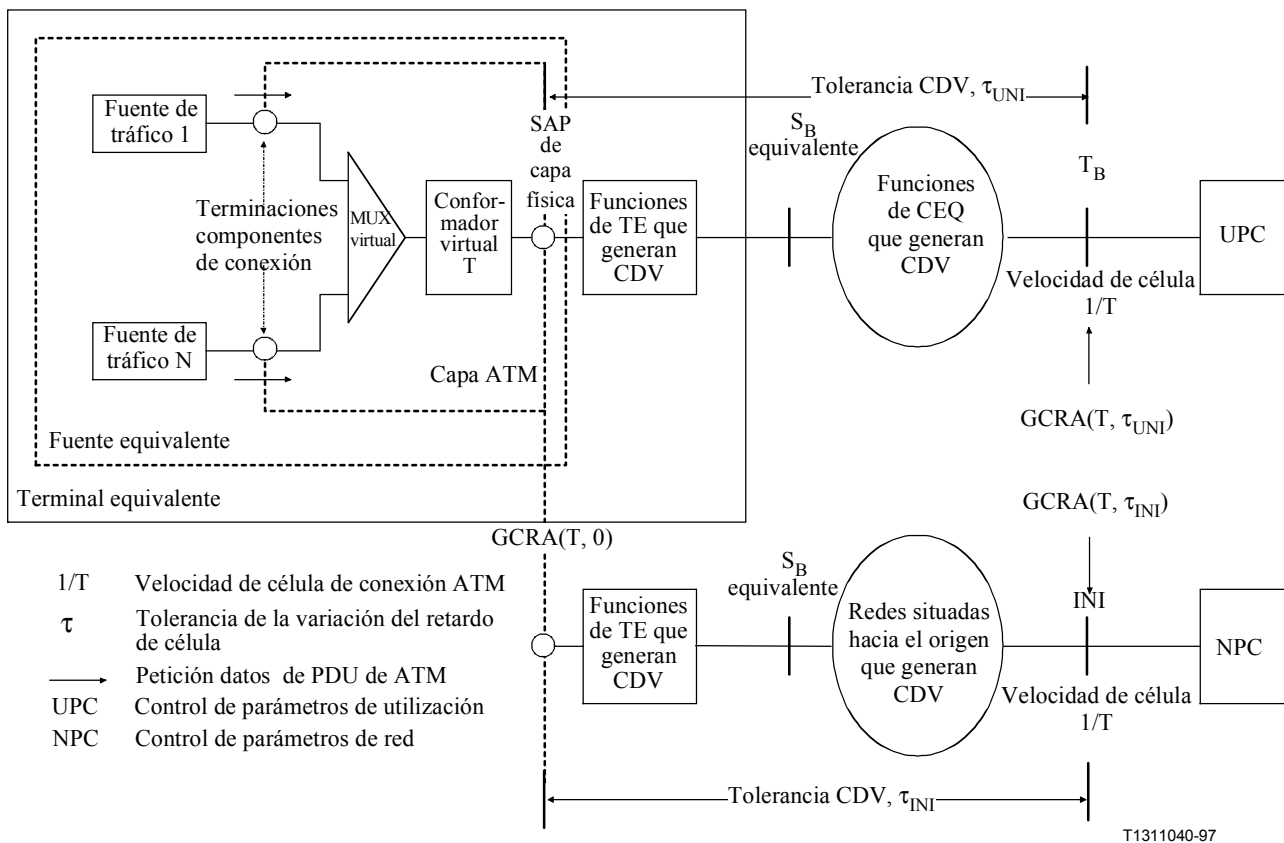 Fuente de
tráfico 1
Terminaciones
componentes
de conexión
Fuente de
tráfico N
MUX
virtual
Confor-
mador
virtual
T
SAP
de
capa
física
Funciones
de TE que
generan
CDV
Capa ATM
Fuente equivalente
Terminal equivalente
Tolerancia CDV, τUNI
SB
equivalente
Funciones
de CEQ
que generan
CDV
TB
UPC
Velocidad de célula
1/T
GCRA(T, τUNI)
GCRA(T, τINI)
GCRA(T, 0)
Funciones
de TE que
generan
CDV
SB
equivalente
Redes situadas
hacia el origen
que generan
CDV
INI
NPC
Velocidad de célula
1/T
Tolerancia CDV, τINI
1/T Velocidad de célula de conexión ATM
τ Tolerancia de la variación del retardo
de célula
Petición datos de PDU de ATM
UPC Control de parámetros de utilización
NPC Control de parámetros de red
T1311040-97